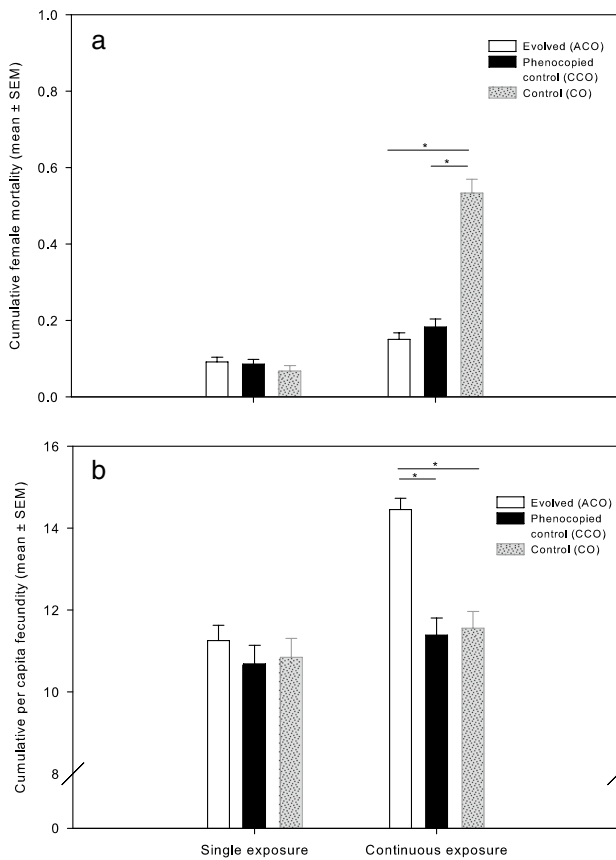 a
Evolved (ACO)
Phenocopied
control (CCO)
Control (CO)
Cumulative female mortality (mean ± SEM)
1.0
0.8
0.6
0.4
0.2
0.0
*
*
b
Evolved (ACO)
Phenocopied
control (CCO)
Control (CO)
Cumulative per capita fecundity (mean ± SEM)
16
14
12
10
8
0
*
*
Single exposure
Continuous exposure